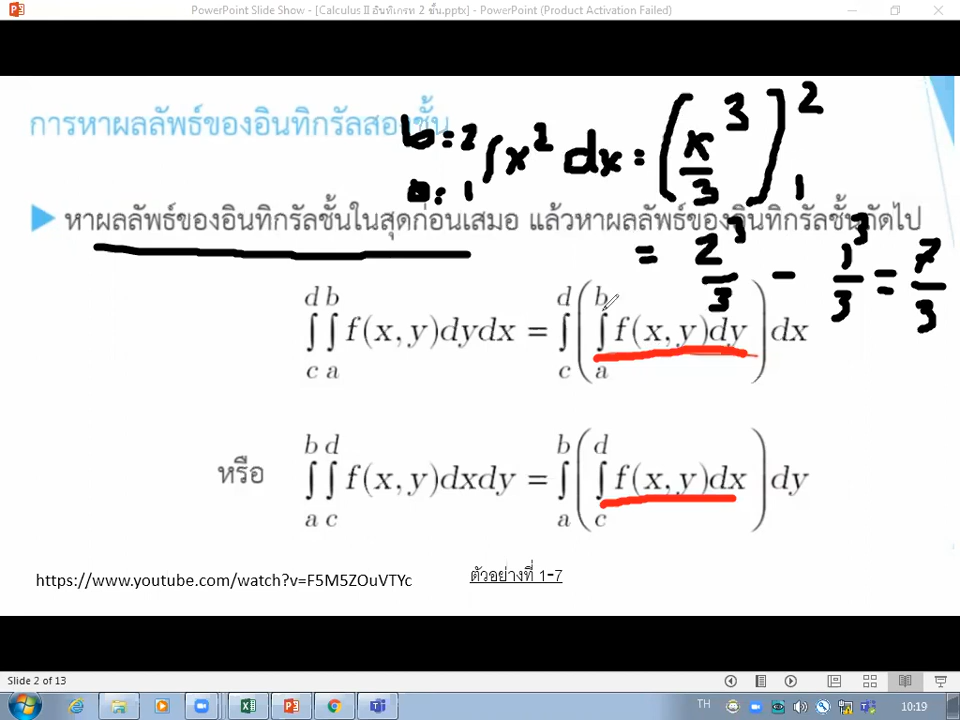 PowerPoint Slide Show - [Calculus II อินทิเกรท 2 ชั้น.pptx] - PowerPoint (Product Activation Failed)
การหาผลลัพธ์ของอินทิกรัลสองชั้น
b=2
a=1
∫x² dx = (x³/3]₁²
หาผลลัพธ์ของอินทิกรัลชั้นในสุดก่อนเสมอ แล้วหาผลลัพธ์ของอินทิกรัลชั้นถัดไป
= 2³/3 - 1³/3 = 7/3
d b d b
∫∫f(x, y)dydx = ∫(∫f(x, y)dy)dx
c a c a
b d b d
หรือ ∫∫f(x, y)dxdy = ∫(∫f(x, y)dx)dy
a c a c
https://www.youtube.com/watch?v=F5M5ZOuVTYc ตัวอย่างที่ 1-7
Slide 2 of 13
TH 10:19